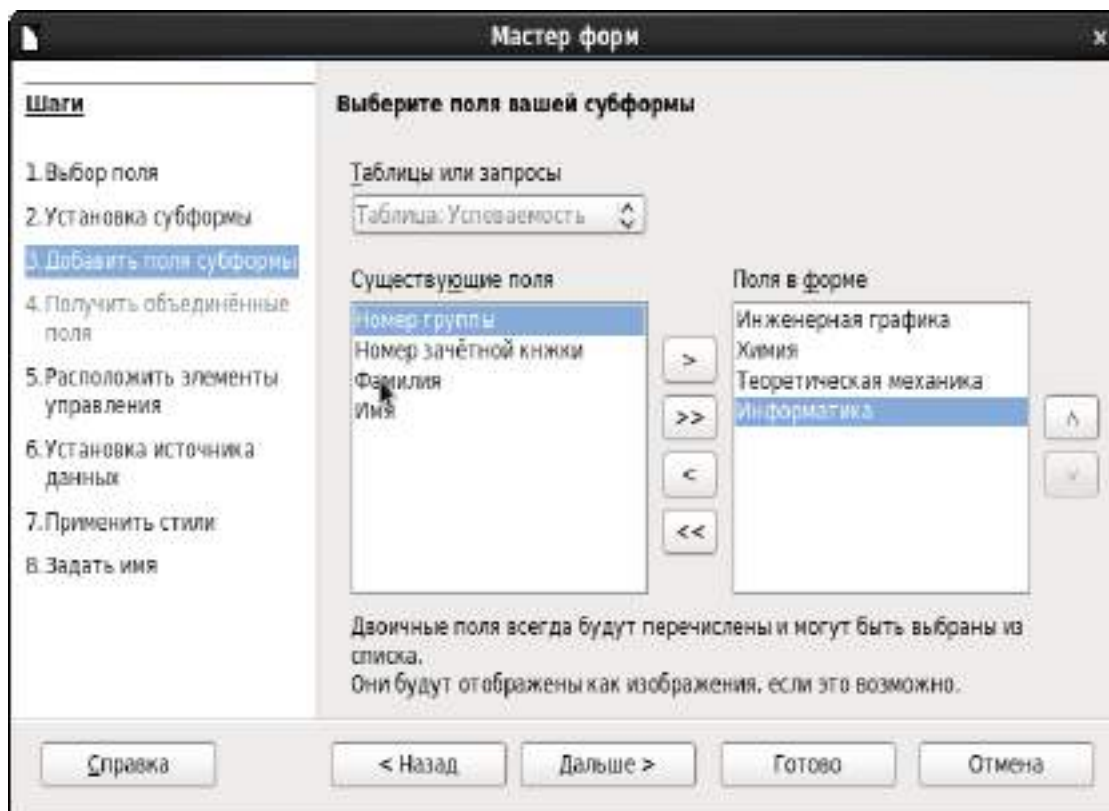 Мастер форм
x
Шаги
1.Выбор поля
2.Установка субформы
3.Добавить поля субформы
4.Получить объединённые
поля
5.Расположить элементы
управления
6.Установка источника
данных
7.Применить стили
8.Задать имя
Выберите поля вашей субформы
Таблицы или запросы
Таблица: Успеваемость
Существующие поля
Номер группы
Номер зачётной кнжки
Фамилия
Имя
>
>>
<
<<
Поля в форме
Инженерная графика
Химия
Теоретическая механика
Информатика
Двоичные поля всегда будут перечислены и могут быть выбраны из
списка.
Они будут отображены как изображения, если это возможно.
Справка
< Назад
Дальше >
Готово
Отмена